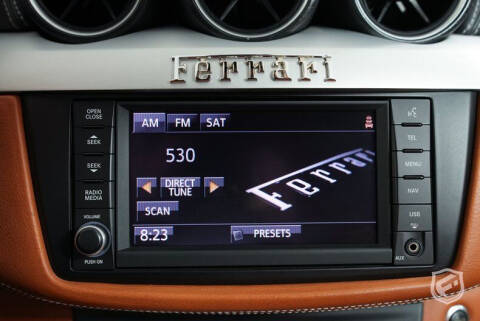 Ferrari
OPEN
CLOSE
SEEK
SEEK
RADIO
MEDIA
VOLUME
PUSH ON
AM FM SAT
530
DIRECT
TUNE
SCAN
8:23
PRESETS
Ferrari
TEL
MENU
NAV
USB
AUX